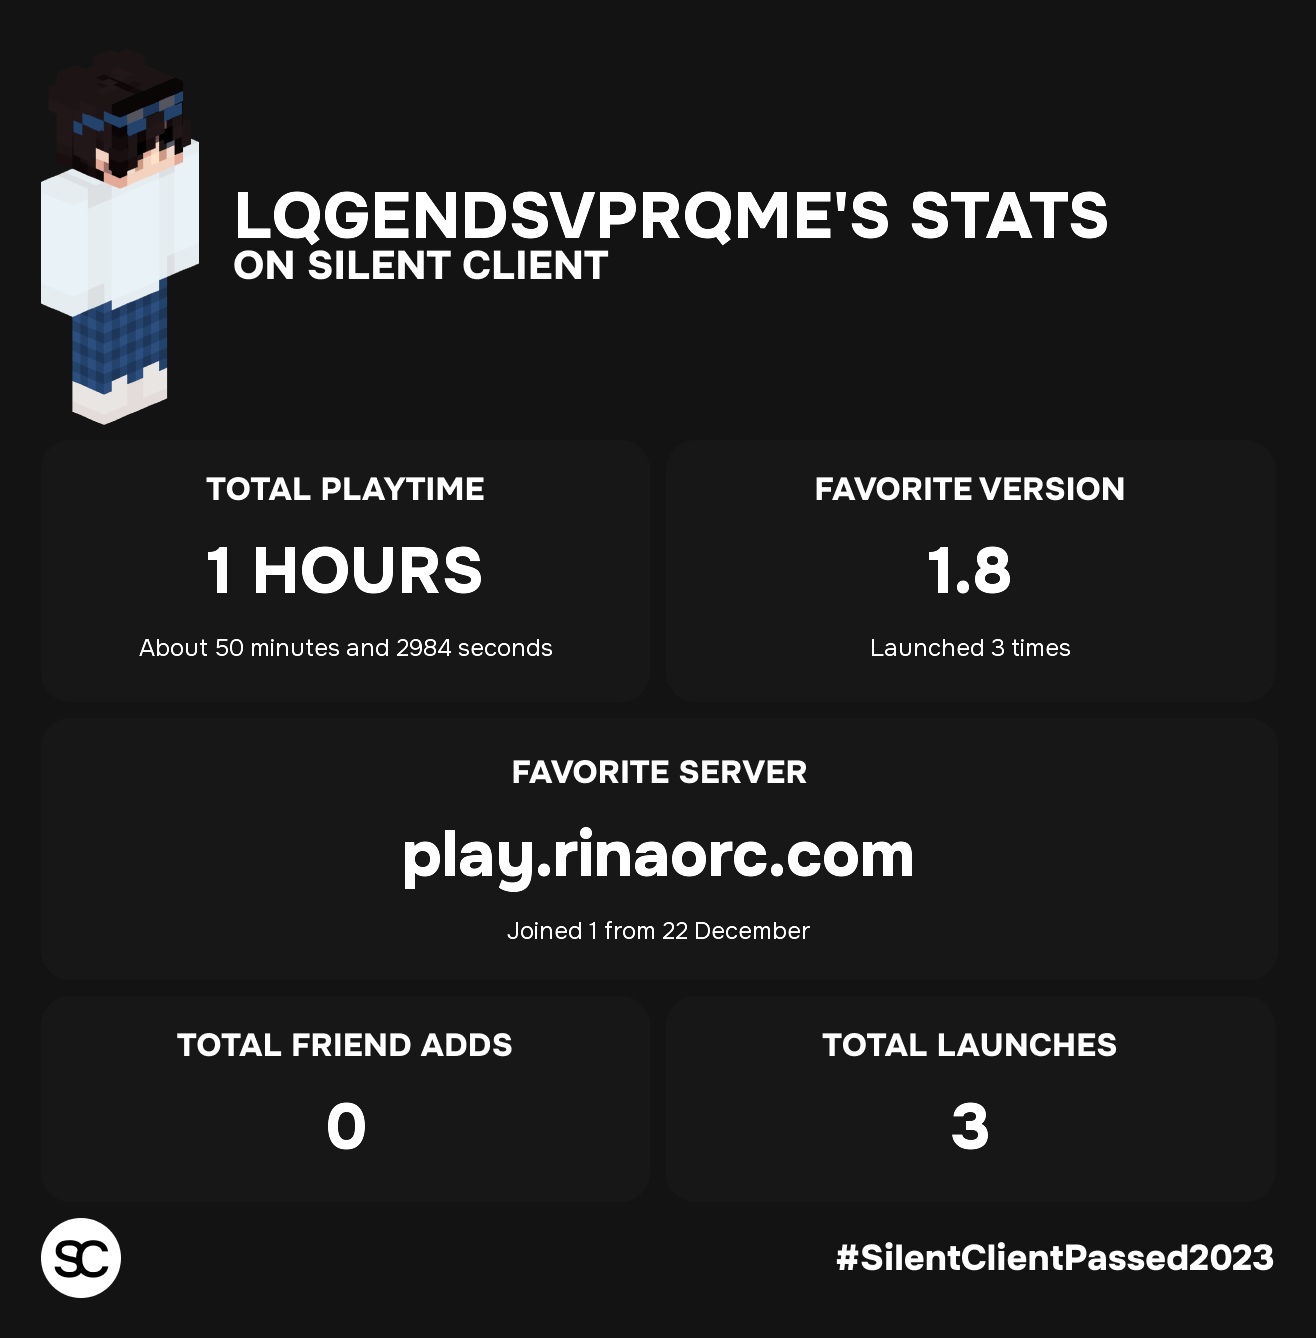 LQGENDSVPRQME'S STATS
ON SILENT CLIENT
TOTAL PLAYTIME
1 HOURS
About 50 minutes and 2984 seconds
FAVORITE VERSION
1.8
Launched 3 times
FAVORITE SERVER
play.rinaorc.com
Joined 1 from 22 December
TOTAL FRIEND ADDS
0
TOTAL LAUNCHES
3
SC
#SilentClientPassed2023